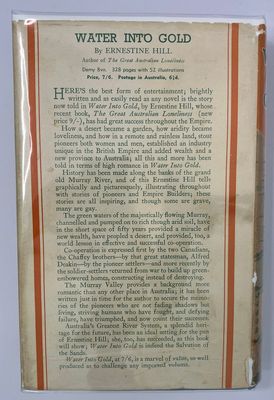 WATER INTO GOLD
By ERNESTINE HILL
Author of The Great Australian Loneliness
Demy 8vo. 328 pages with 52 illustrations
Price, 7/6. Postage in Australia, 6½d.
HERE'S the best form of entertainment; brightly
written and as easily read as any novel is the story
now told in Water Into Gold, by Ernestine Hill, whose
recent book, The Great Australian Loneliness (new
price 9/-), has had great success throughout the Empire.
How a desert became a garden, how aridity became
loveliness, and how in a remote and rainless land, stout
pioneers both women and men, established an industry
unique in the British Empire and added wealth and a
new province to Australia; all this and more has been
told in terms of high romance in Water Into Gold.
History has been made along the banks of the grand
old Murray River, and of this Ernestine Hill tells
graphically and picturesquely, illustrating throughout
with stories of pioneers and Empire Builders; these
stories are all inspiring, and though some are grave,
many are gay.
The green waters of the majestically flowing Murray,
channelled and pumped on to rich though arid soil, have
in the short space of fifty years provided a miracle of
new wealth, have peopled a desert, and provided, too, a
world lesson in effective and successful co-operation.
Co-operation is expressed first by the two Canadians,
the Chaffey brothers—by that great statesman, Alfred
Deakin—by the pioneer settlers—and more recently by
the soldier-settlers returned from war to build up green-
embowered homes, constructing instead of destroying.
The Murray Valley provides a background more
romantic than any other place in Australia; it has been
written just in time for the author to secure the memo-
ries of the pioneers who are not fading shadows but
living, striving humans who have fought, and defying
failure, have triumphed, and now count their successes.
Australia's Greatest River System, a splendid heri-
tage for the future, has been an ideal setting for the pen
of Ernestine Hill, she, too, has succeeded, as this book
will show; Water Into Gold is indeed the Salvation of
the Sands.
Water Into Gold, at 7/6, is a marvel of value, so well
produced as to challenge any imported volume.